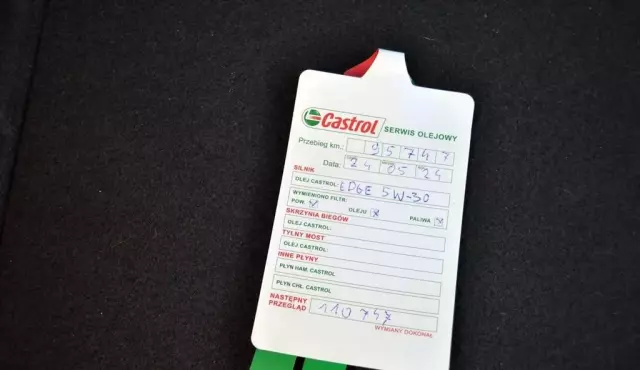 Castrol SERWIS OLEJOWY
Przebieg km.: 95747
Data: 24 05 24
SILNIK
OLEJ CASTROL: EDGE 5W-30
WYMIENIONO FILTR:
POW. OLEJU PALIWA
SKRZYNIA BIEGÓW
OLEJ CASTROL:
TYLNY MOST
OLEJ CASTROL:
INNE PŁYNY
PŁYN HAM. CASTROL
PŁYN CHŁ. CASTROL
NASTĘPNY
PRZEGLĄD 110747
WYMIANY DOKONAŁ